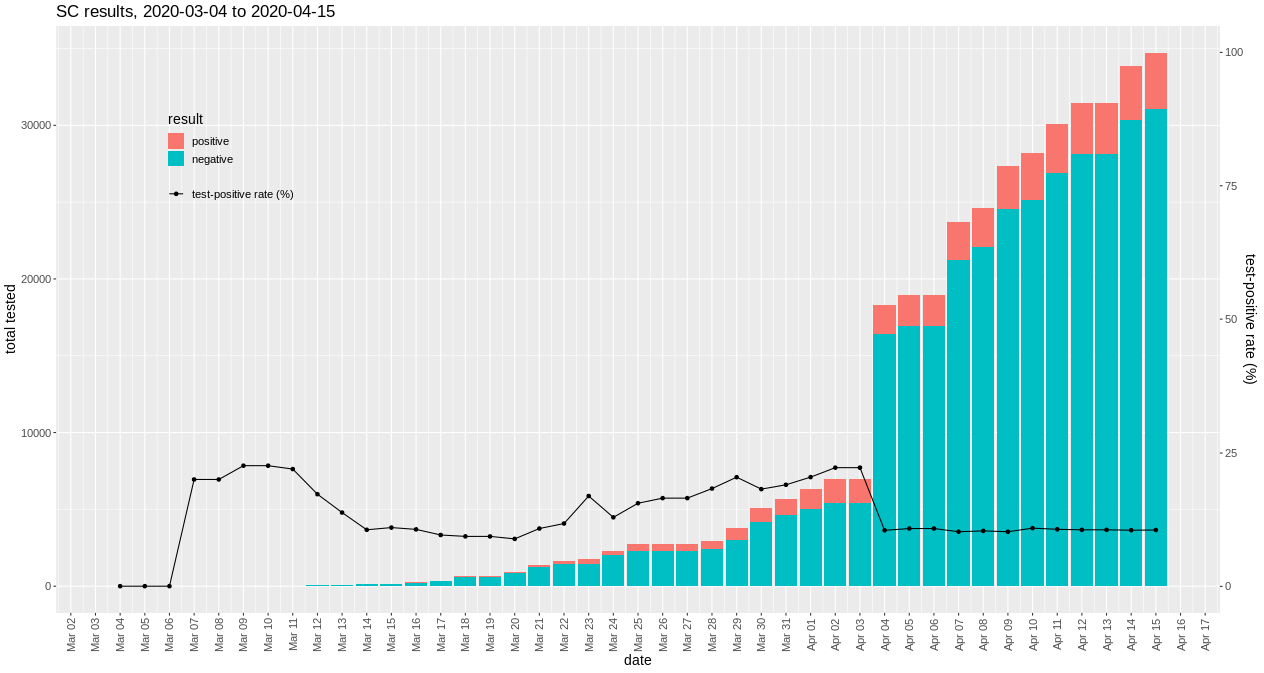 SC results, 2020-03-04 to 2020-04-15
total tested
30000
20000
10000
0
result
positive
negative
test-positive rate (%)
100
75
50
25
0
test-positive rate (%)
Mar 02
Mar 03
Mar 04
Mar 05
Mar 06
Mar 07
Mar 08
Mar 09
Mar 10
Mar 11
Mar 12
Mar 13
Mar 14
Mar 15
Mar 16
Mar 17
Mar 18
Mar 19
Mar 20
Mar 21
Mar 22
Mar 23
Mar 24
Mar 25
Mar 26
Mar 27
Mar 28
Mar 29
Mar 30
Mar 31
Apr 01
Apr 02
Apr 03
Apr 04
Apr 05
Apr 06
Apr 07
Apr 08
Apr 09
Apr 10
Apr 11
Apr 12
Apr 13
Apr 14
Apr 15
Apr 16
Apr 17
date